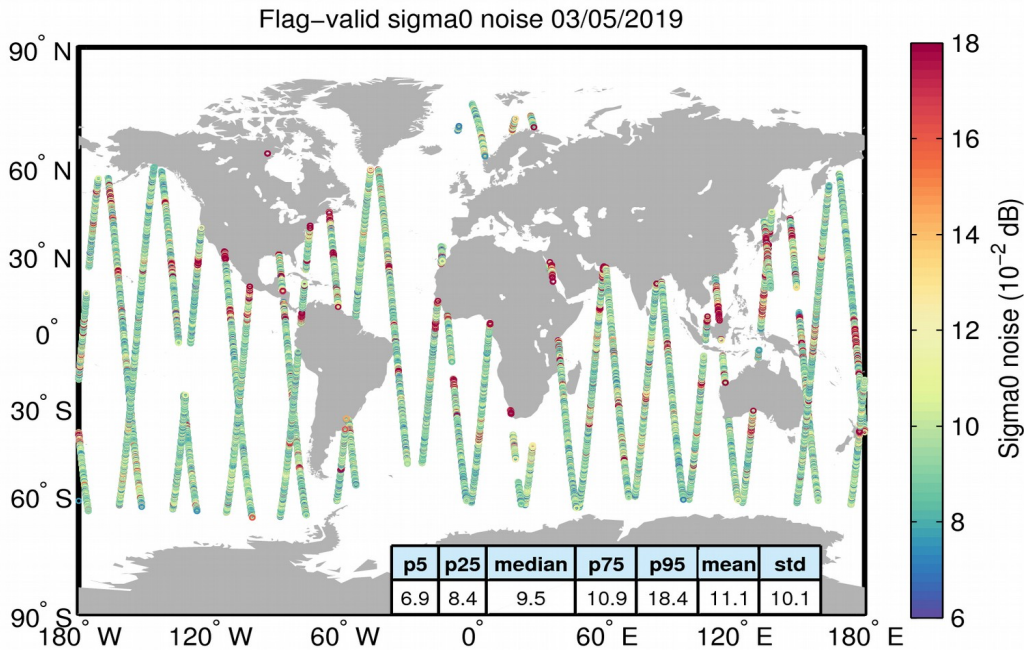 Flag−valid sigma0 noise 03/05/2019
90° N
60° N
30° N
0°
30° S
60° S
90° S
180° W
120° W
60° W
0°
60° E
120° E
180° E
p5 p25 median p75 p95 mean std
6.9 8.4 9.5 10.9 18.4 11.1 10.1
18
16
14
12
10
8
6
Sigma0 noise (10⁻² dB)